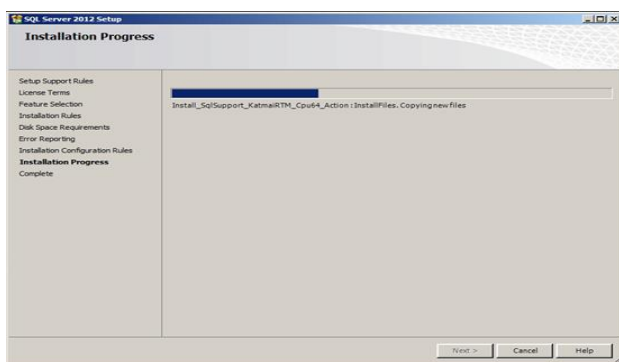 SQL Server 2012 Setup
Installation Progress
Setup Support Rules
License Terms
Feature Selection
Installation Rules
Disk Space Requirements
Error Reporting
Installation Configuration Rules
Installation Progress
Complete
Install_SqlSupport_KatmaiRTM_Cpu64_Action : InstallFiles. Copying new files
Next >
Cancel
Help